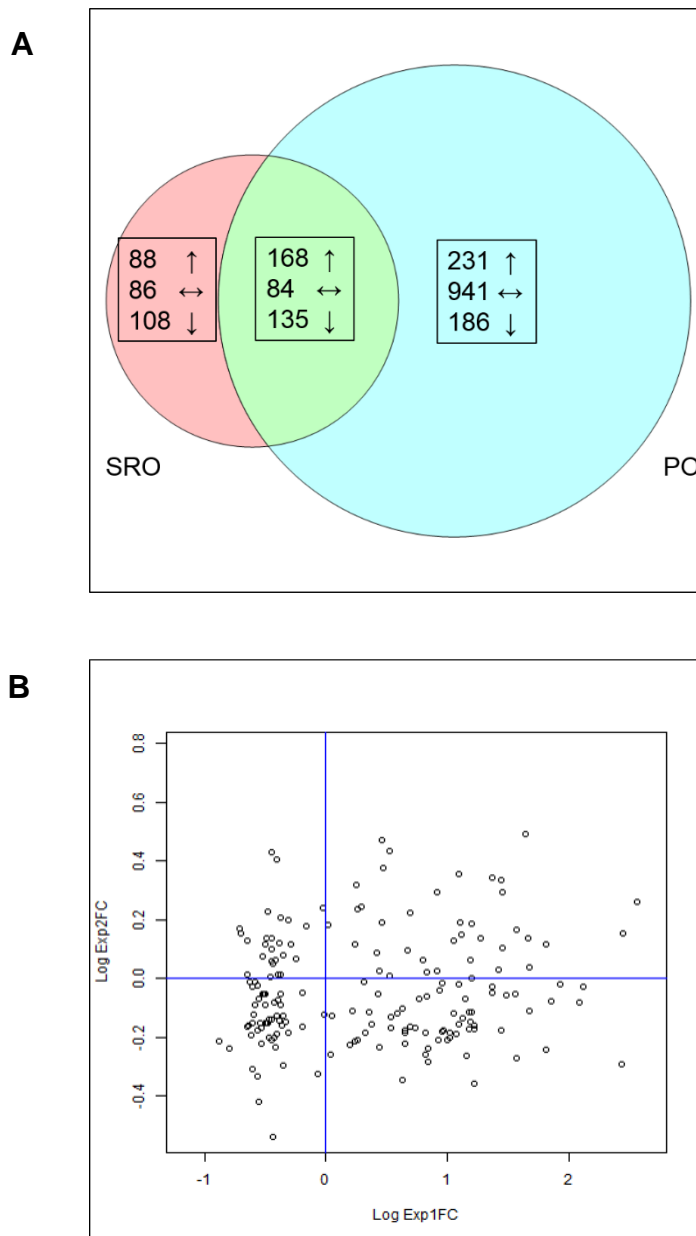 A
88 ↑ 168 ↑ 231 ↑
86 ↔ 84 ↔ 941 ↔
108 ↓ 135 ↓ 186 ↓
SRO PO
B
0.8
0.6
0.4
0.2
0.0
-0.2
-0.4
Log Exp2FC
-1 0 1 2
Log Exp1FC